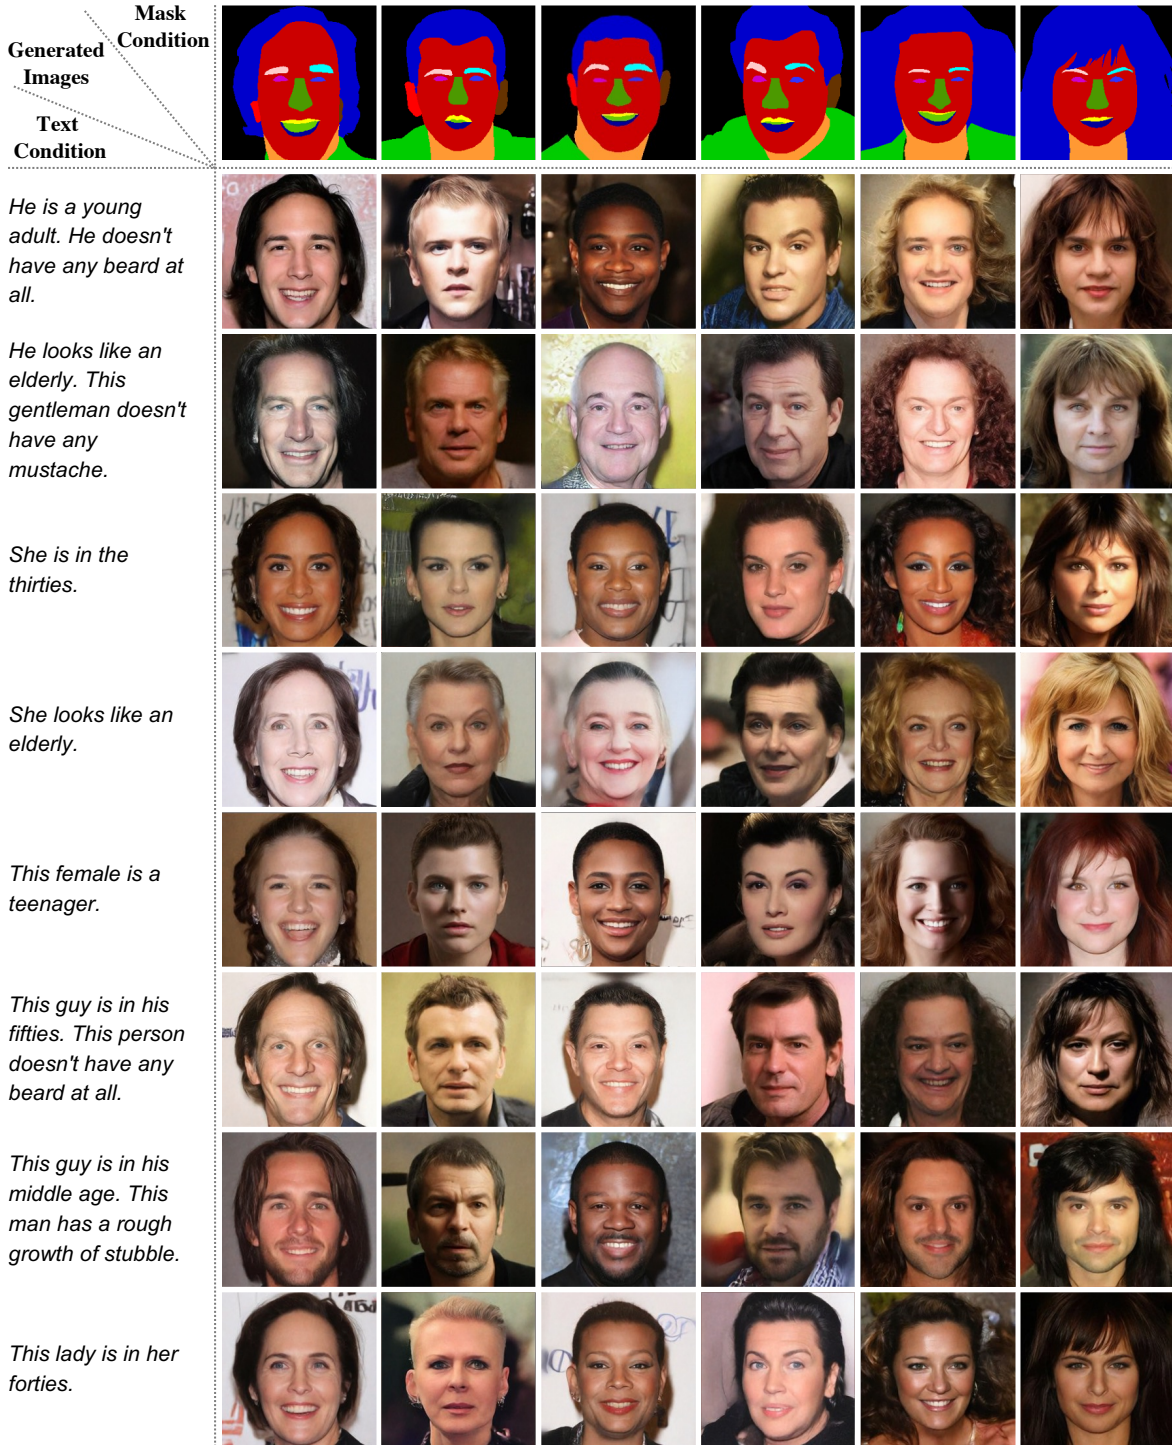 Mask
Condition
Generated
Images
Text
Condition
He is a young
adult. He doesn't
have any beard at
all.
He looks like an
elderly. This
gentleman doesn't
have any
mustache.
She is in the
thirties.
She looks like an
elderly.
This female is a
teenager.
This guy is in his
fifties. This person
doesn't have any
beard at all.
This guy is in his
middle age. This
man has a rough
growth of stubble.
This lady is in her
forties.